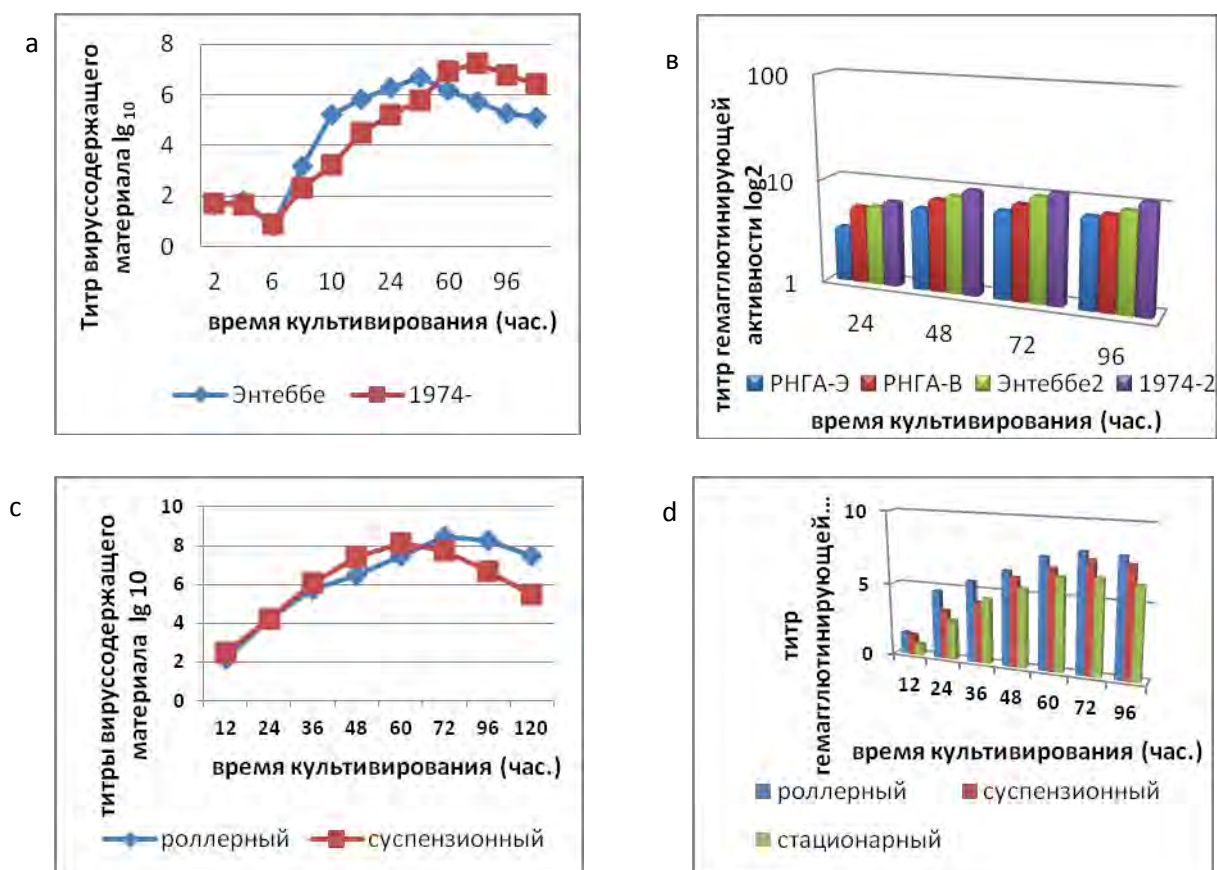 a
8
6
4
2
0
2 6 10 24 60 96
Титр вируссодержащего
материала lg 10
время культивирования (час.)
Энтеббе 1974-
в
100
10
1
24 48 72 96
титр гемагглютинирующей
активности log2
РНГА-Э РНГА-В Энтеббе2 1974-2
время культивирования (час.)
c
10
8
6
4
2
0
12 24 36 48 60 72 96 120
титры вируссодержащего
материала lg 10
время культивирования (час.)
роллерный суспензионный
d
10
5
0
12 24 36 48 60 72 96
титр
гемагглютинирующей...
время культивирования (час.)
роллерный суспензионный
стационарный